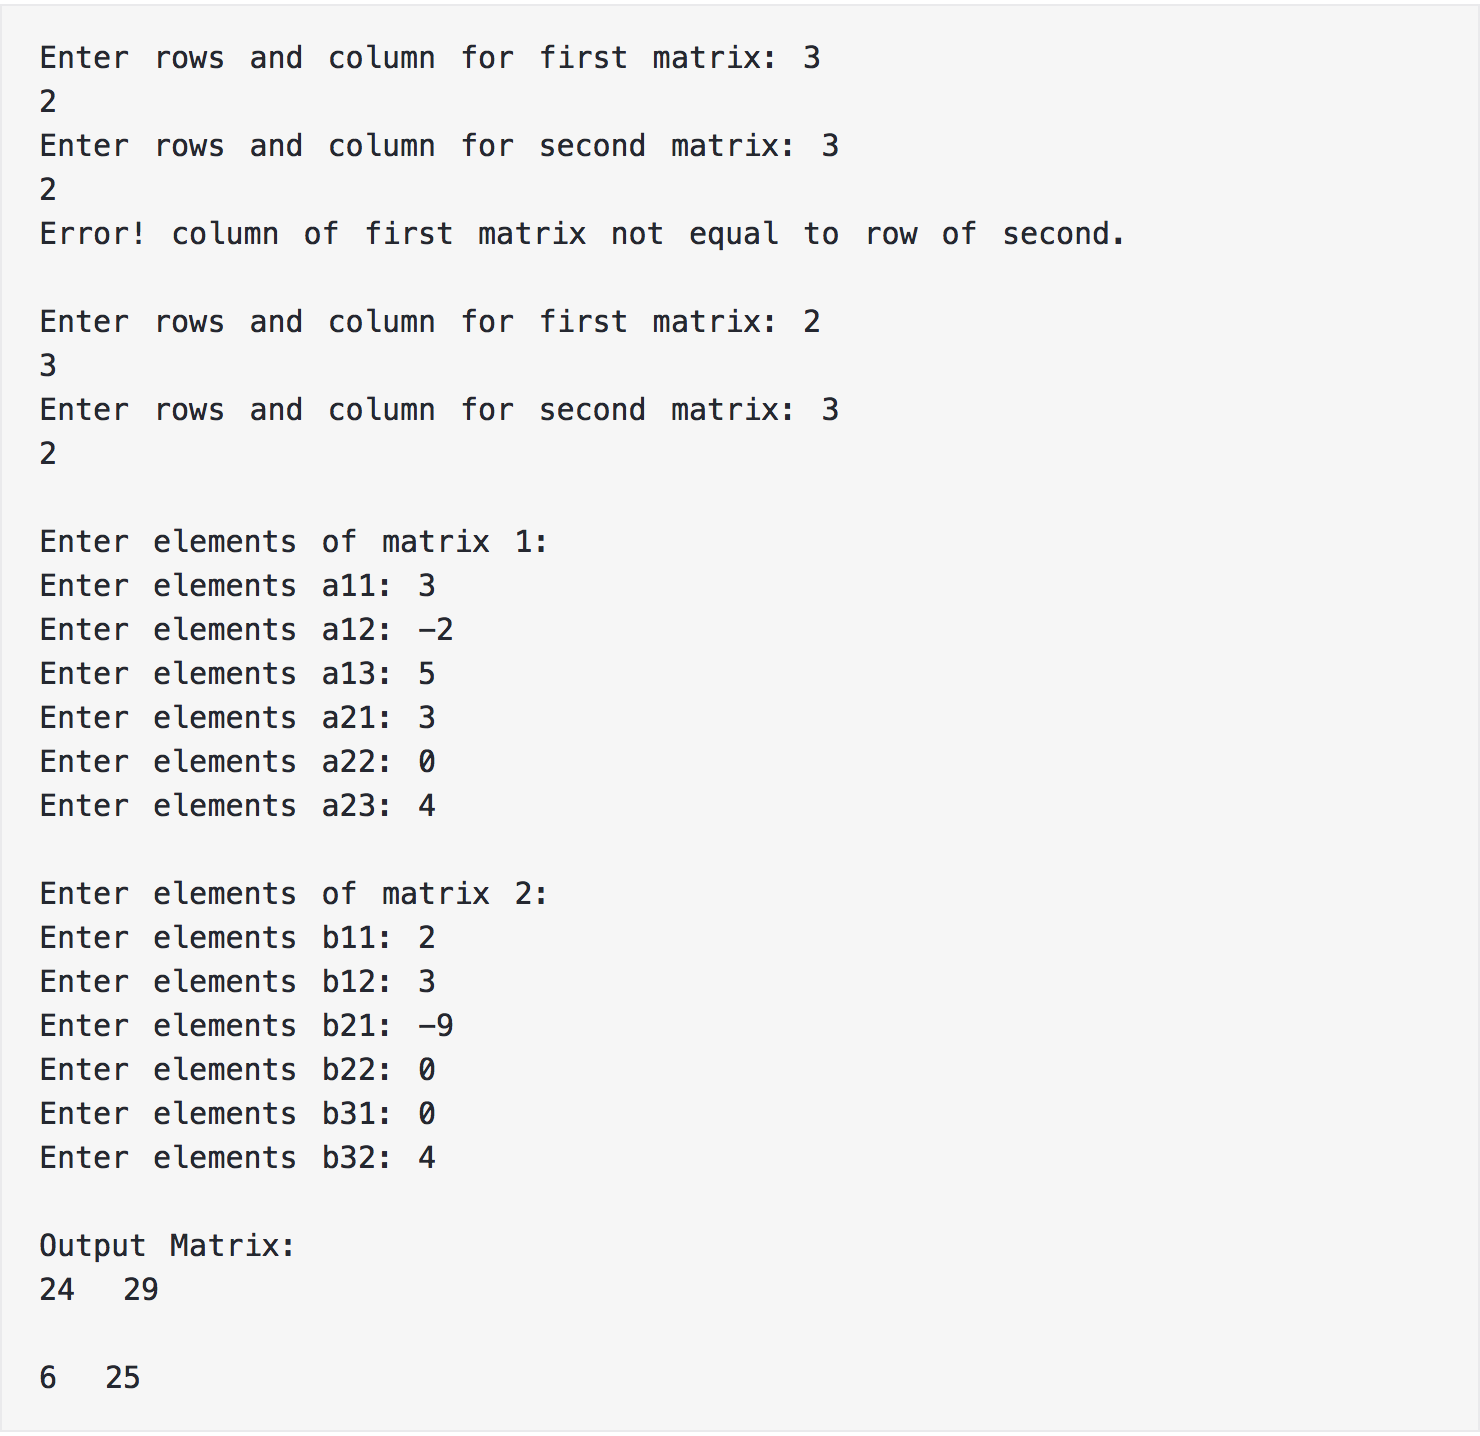 Enter rows and column for first matrix: 3
2
Enter rows and column for second matrix: 3
2
Error! column of first matrix not equal to row of second.
Enter rows and column for first matrix: 2
3
Enter rows and column for second matrix: 3
2
Enter elements of matrix 1:
Enter elements a11: 3
Enter elements a12: −2
Enter elements a13: 5
Enter elements a21: 3
Enter elements a22: 0
Enter elements a23: 4
Enter elements of matrix 2:
Enter elements b11: 2
Enter elements b12: 3
Enter elements b21: −9
Enter elements b22: 0
Enter elements b31: 0
Enter elements b32: 4
Output Matrix:
24 29
6 25